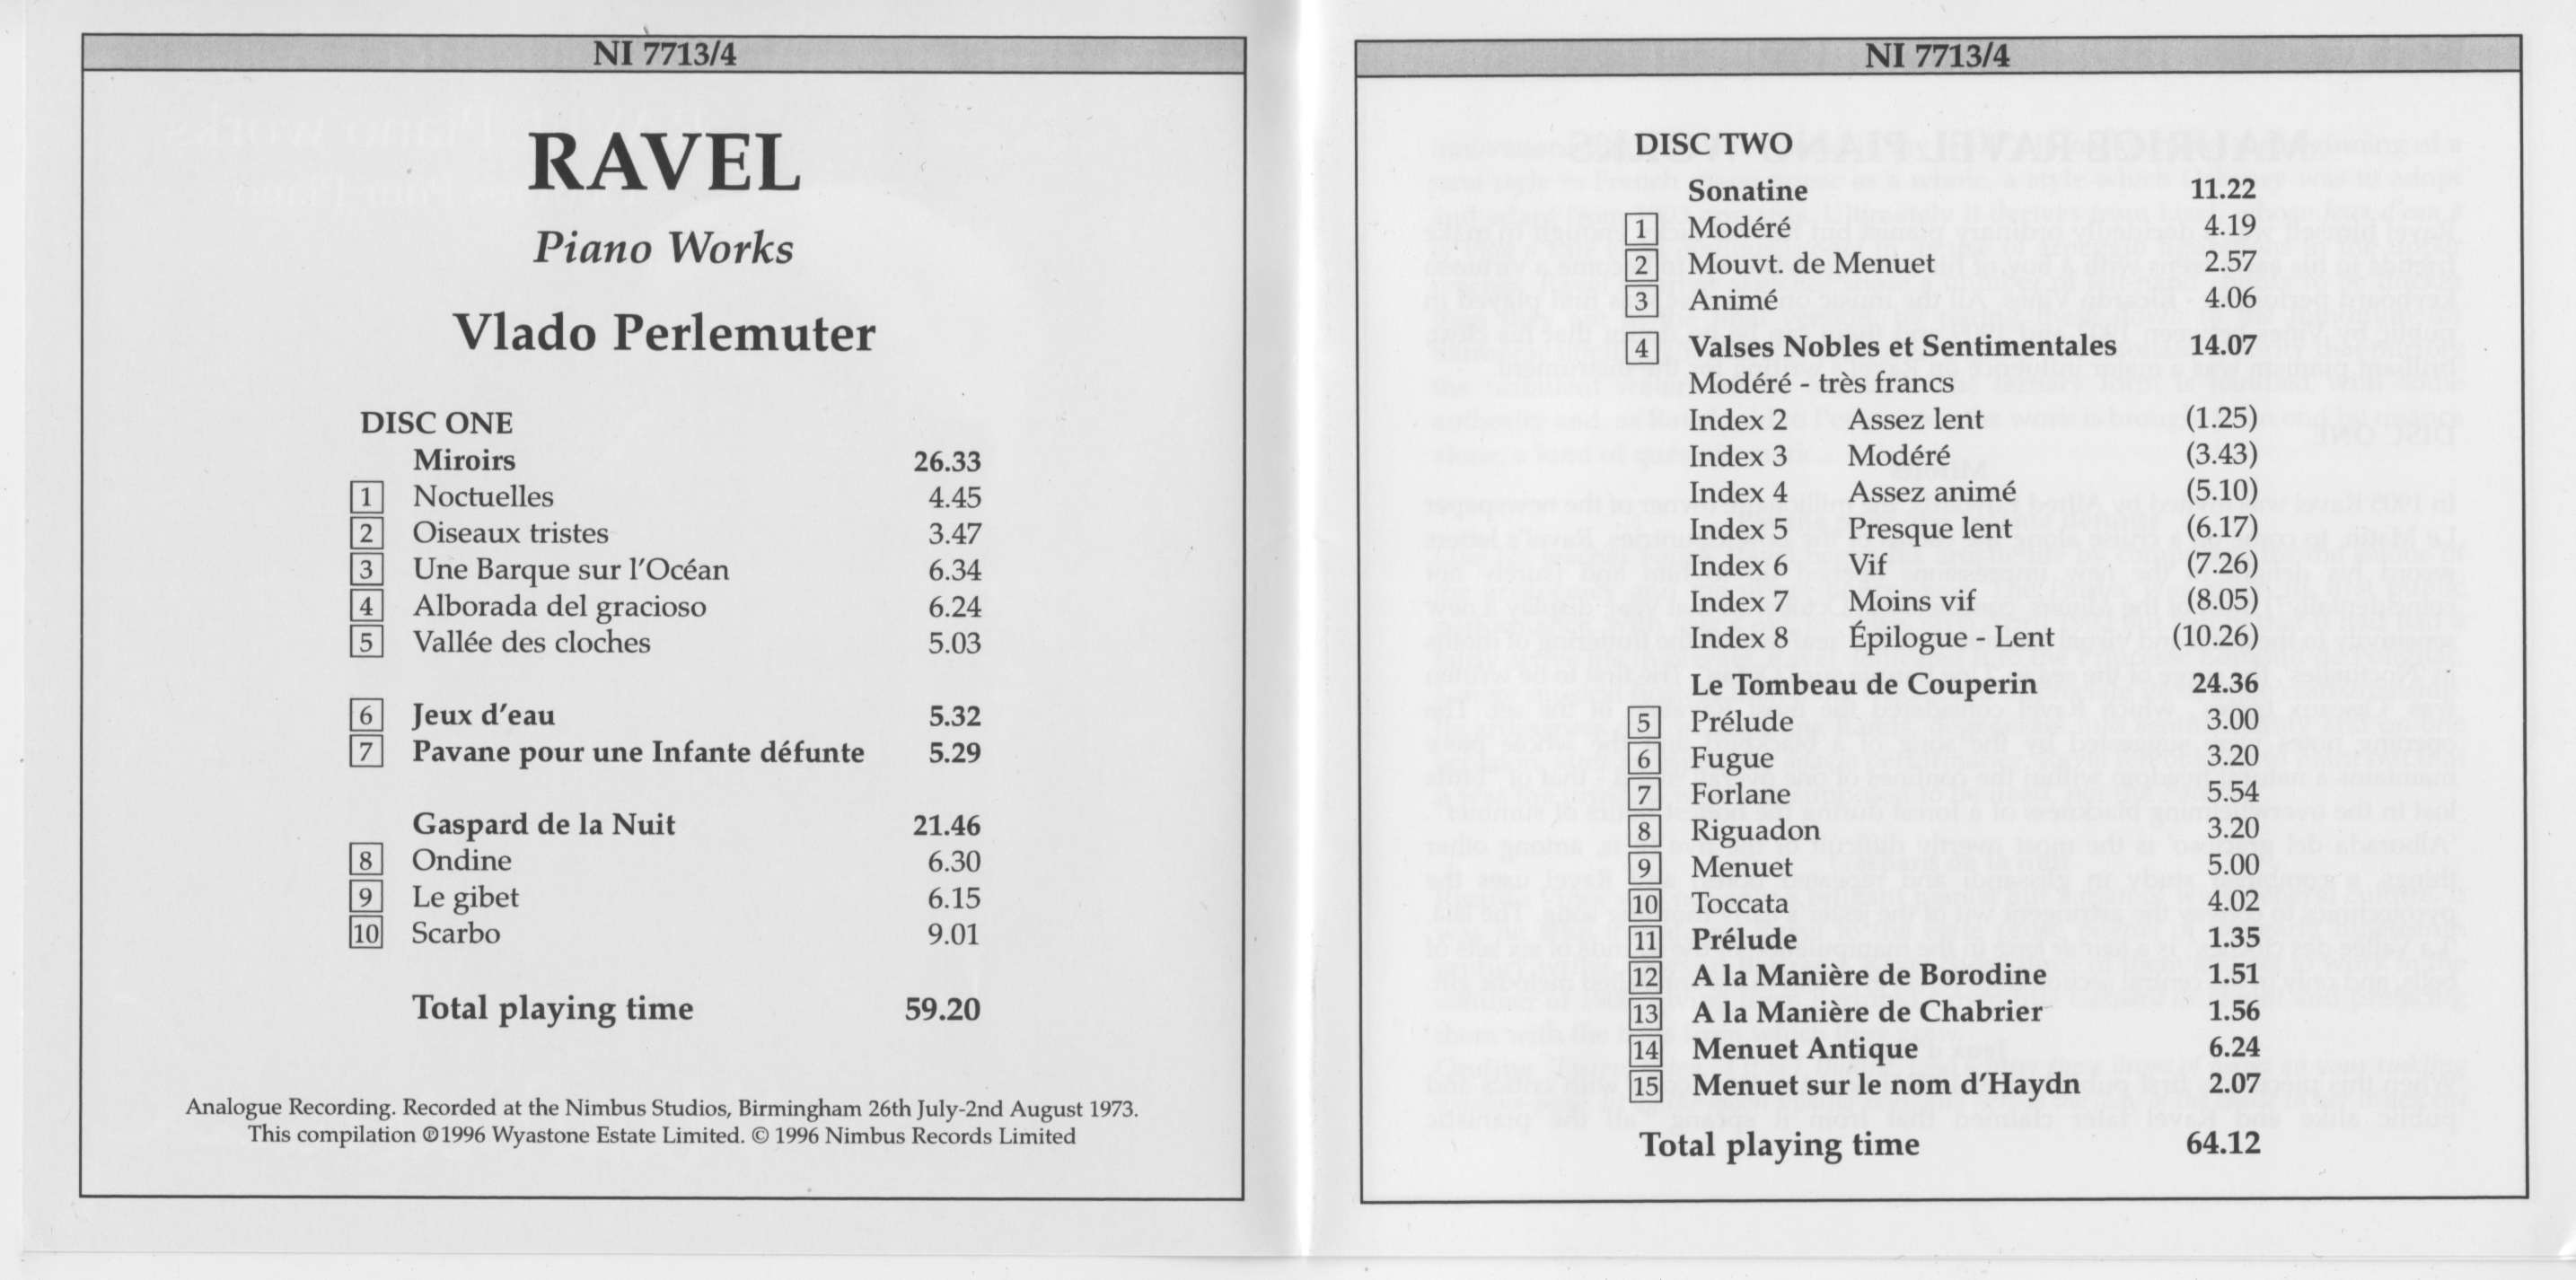 NI 7713/4
RAVEL
Piano Works
Vlado Perlemuter
DISC ONE
Miroirs 26.33
1 Noctuelles 4.45
2 Oiseaux tristes 3.47
3 Une Barque sur l'Océan 6.34
4 Alborada del gracioso 6.24
5 Vallée des cloches 5.03
6 Jeux d'eau 5.32
7 Pavane pour une Infante défunte 5.29
Gaspard de la Nuit 21.46
8 Ondine 6.30
9 Le gibet 6.15
10 Scarbo 9.01
Total playing time 59.20
Analogue Recording. Recorded at the Nimbus Studios, Birmingham 26th July-2nd August 1973.
This compilation ℗1996 Wyastone Estate Limited. © 1996 Nimbus Records Limited
NI 7713/4
DISC TWO
Sonatine 11.22
1 Modéré 4.19
2 Mouvt. de Menuet 2.57
3 Animé 4.06
4 Valses Nobles et Sentimentales 14.07
Modéré - très francs
Index 2 Assez lent (1.25)
Index 3 Modéré (3.43)
Index 4 Assez animé (5.10)
Index 5 Presque lent (6.17)
Index 6 Vif (7.26)
Index 7 Moins vif (8.05)
Index 8 Épilogue - Lent (10.26)
Le Tombeau de Couperin 24.36
5 Prélude 3.00
6 Fugue 3.20
7 Forlane 5.54
8 Riguadon 3.20
9 Menuet 5.00
10 Toccata 4.02
11 Prélude 1.35
12 A la Manière de Borodine 1.51
13 A la Manière de Chabrier 1.56
14 Menuet Antique 6.24
15 Menuet sur le nom d'Haydn 2.07
Total playing time 64.12